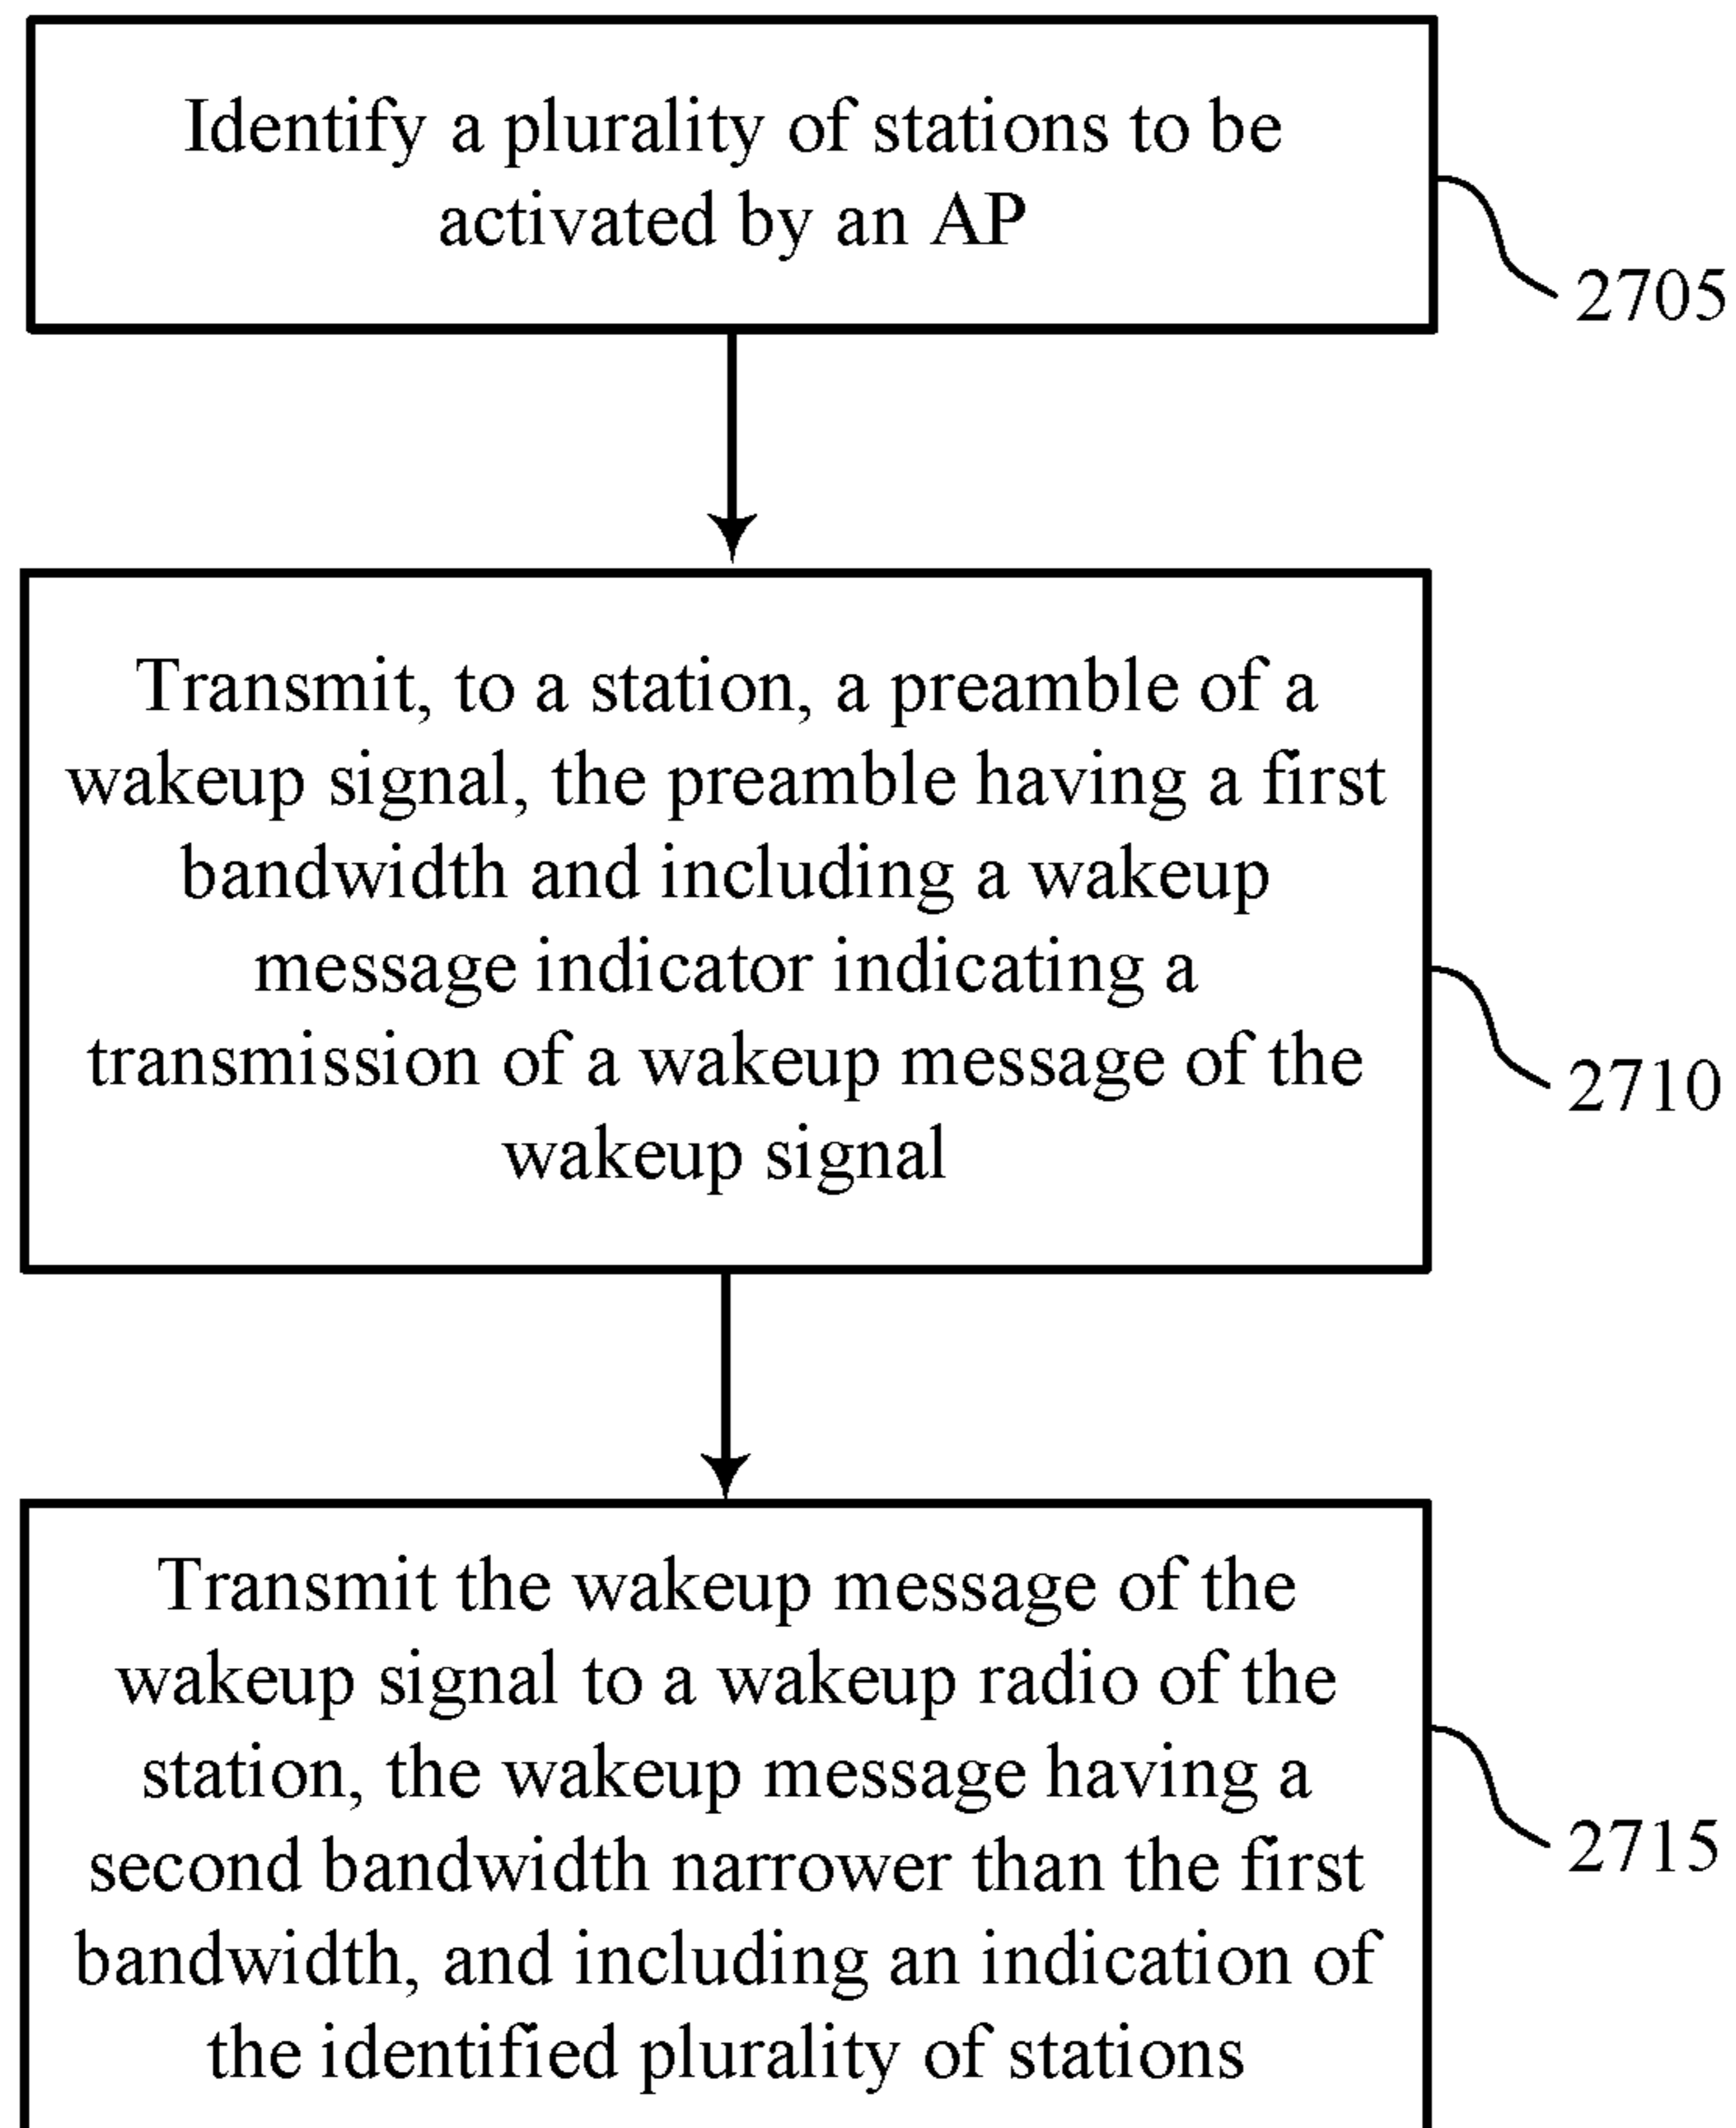 Identify a plurality of stations to be
activated by an AP
2705
Transmit, to a station, a preamble of a
wakeup signal, the preamble having a first
bandwidth and including a wakeup
message indicator indicating a
transmission of a wakeup message of the
wakeup signal
2710
Transmit the wakeup message of the
wakeup signal to a wakeup radio of the
station, the wakeup message having a
second bandwidth narrower than the first
bandwidth, and including an indication of
the identified plurality of stations
2715